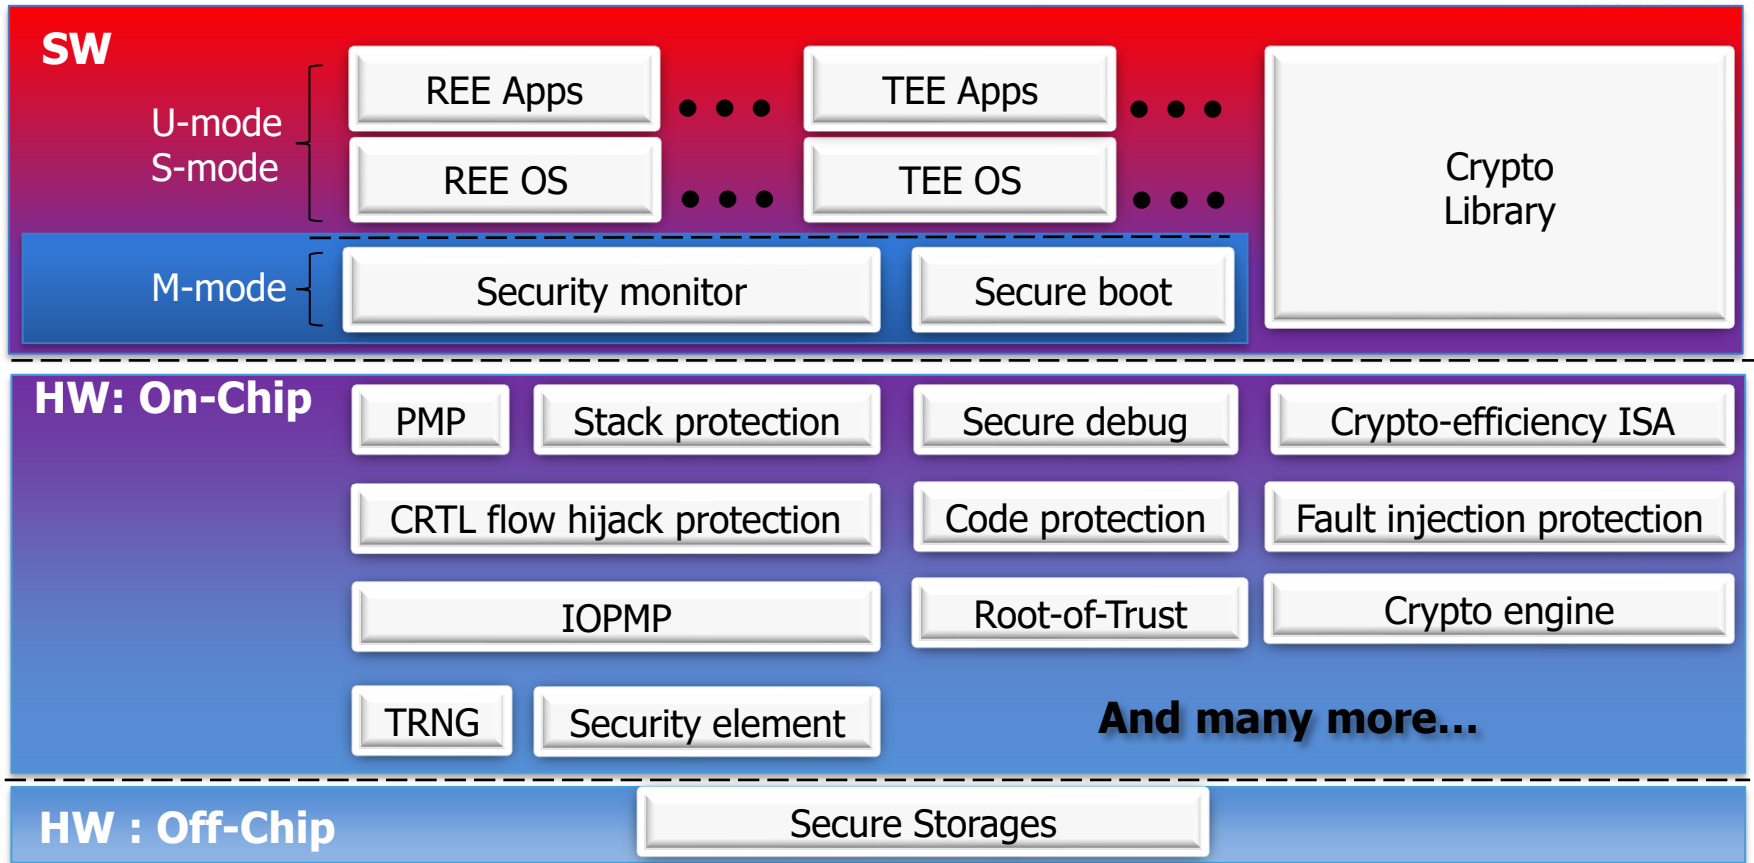 SW
REE Apps
TEE Apps
U-mode
S-mode
REE OS
TEE OS
Crypto
Library
M-mode
Security monitor
Secure boot
HW: On-Chip
PMP
Stack protection
Secure debug
Crypto-efficiency ISA
CRTL flow hijack protection
Code protection
Fault injection protection
IOPMP
Root-of-Trust
Crypto engine
TRNG
Security element
And many more...
HW : Off-Chip
Secure Storages